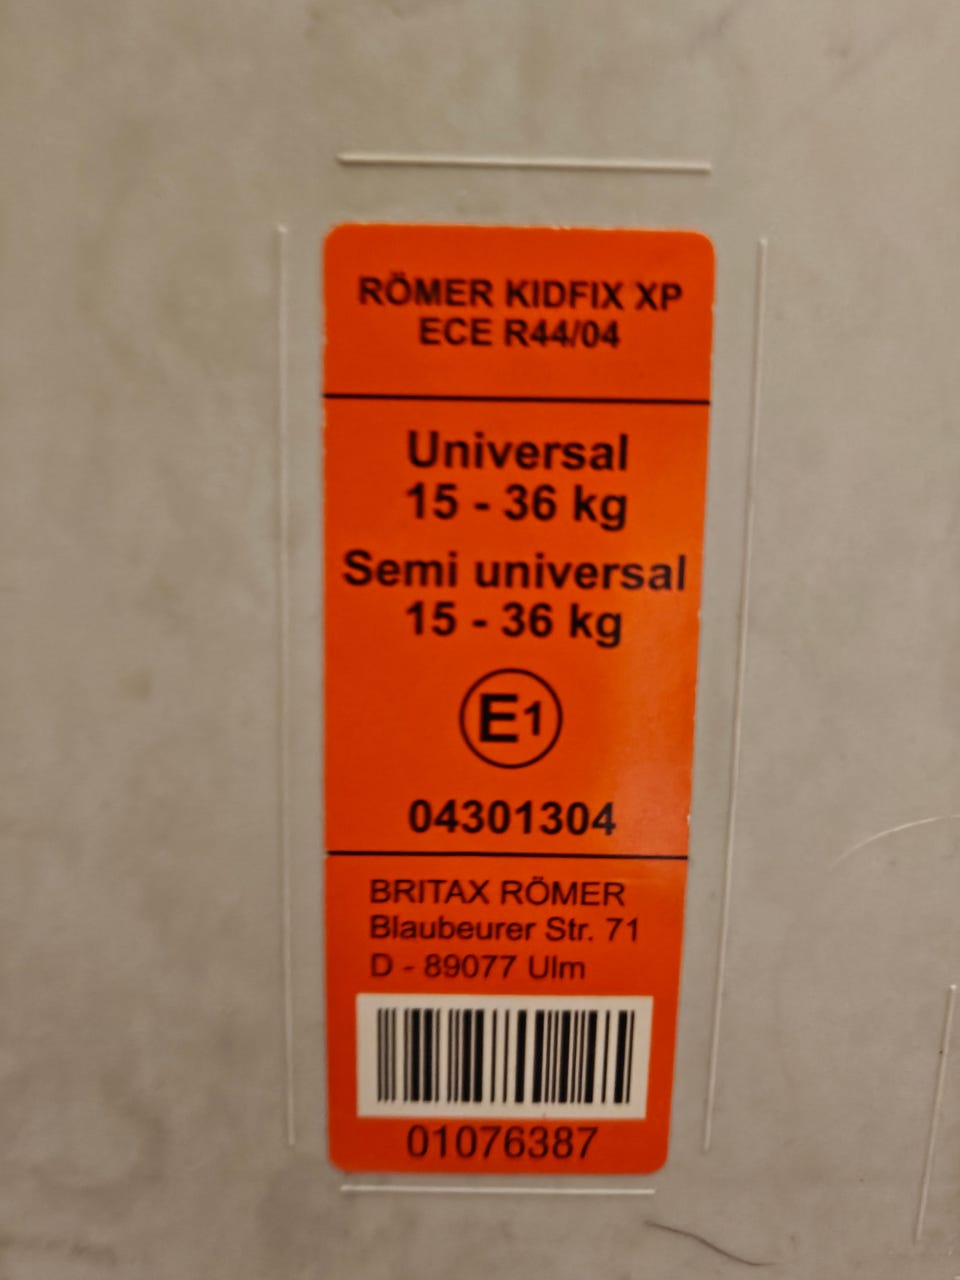 RÖMER KIDFIX XP
ECE R44/04
Universal
15 - 36 kg
Semi universal
15 - 36 kg
E1
04301304
BRITAX RÖMER
Blaubeurer Str. 71
D - 89077 Ulm
01076387